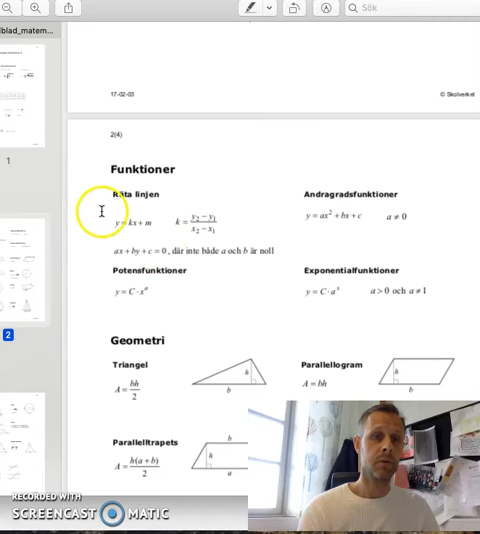 Sök
lblad_matem...
1
2
17-02-03
© Skolverket
2(4)
Funktioner
Räta linjen
Andragradsfunktioner
y = kx + m
k = (y₂ − y₁)/(x₂ − x₁)
y = ax² + bx + c
a ≠ 0
ax + by + c = 0, där inte både a och b är noll
Potensfunktioner
Exponentialfunktioner
y = C · xᵃ
y = C · aˣ
a > 0 och a ≠ 1
Geometri
Triangel
Parallellogram
A = bh/2
h
b
A = bh
h
b
Parallelltrapets
A = h(a + b)/2
b
h
a
RECORDED WITH
SCREENCAST MATIC